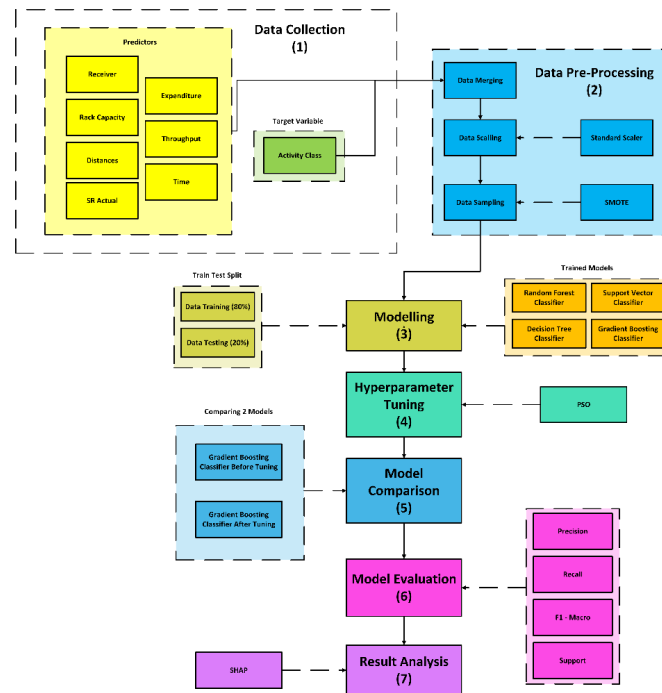 Data Collection
(1)
Predictors
Receiver
Rack Capacity
Distances
SR Actual
Expenditure
Throughput
Time
Target Variable
Activity Class
Data Pre-Processing
(2)
Data Merging
Data Scalling
Data Sampling
Standard Scaler
SMOTE
Train Test Split
Data Training (80%)
Data Testing (20%)
Modelling
(3)
Trained Models
Random Forest
Classifier
Support Vector
Classifier
Decision Tree
Classifier
Gradient Boosting
Classifier
Hyperparameter
Tuning
(4)
PSO
Comparing 2 Models
Gradient Boosting
Classifier Before Tuning
Gradient Boosting
Classifier After Tuning
Model
Comparison
(5)
Model Evaluation
(6)
Precision
Recall
F1 - Macro
Support
SHAP
Result Analysis
(7)